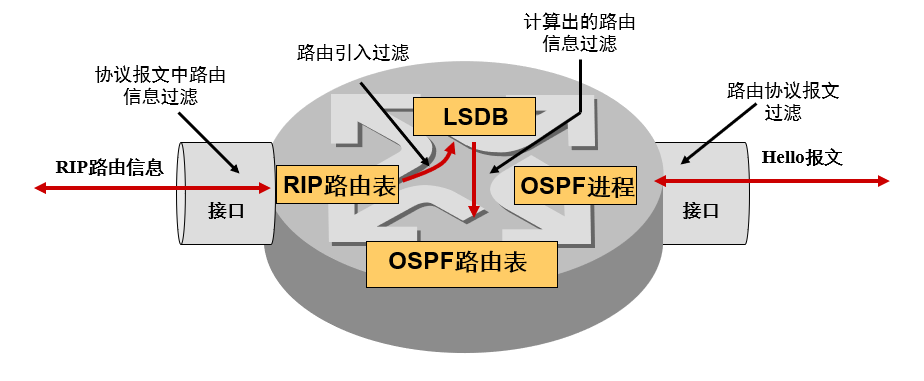 计算出的路由
信息过滤
路由引入过滤
协议报文中路由
信息过滤
路由协议报文
过滤
LSDB
RIP路由信息
Hello报文
RIP路由表
OSPF进程
接口
接口
OSPF路由表